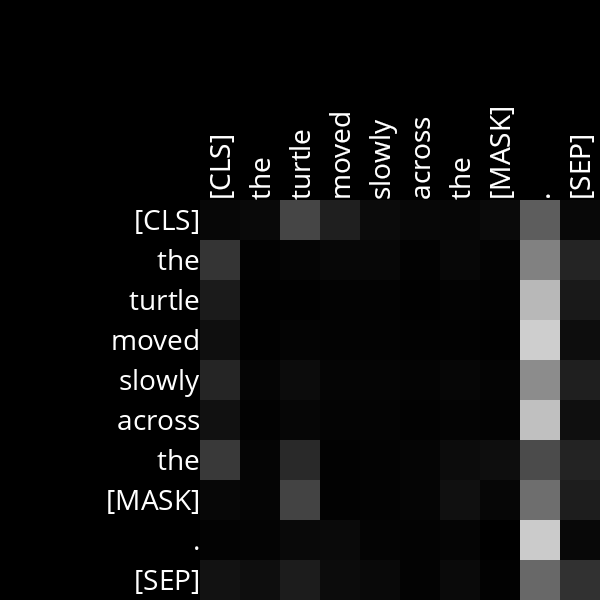 [CLS] the turtle moved slowly across the [MASK] . [SEP]
[CLS]
the
turtle
moved
slowly
across
the
[MASK]
.
[SEP]